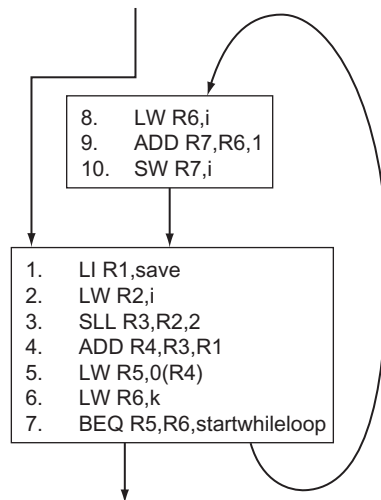 8. LW R6,i
9. ADD R7,R6,1
10. SW R7,i
1. LI R1,save
2. LW R2,i
3. SLL R3,R2,2
4. ADD R4,R3,R1
5. LW R5,0(R4)
6. LW R6,k
7. BEQ R5,R6,startwhileloop